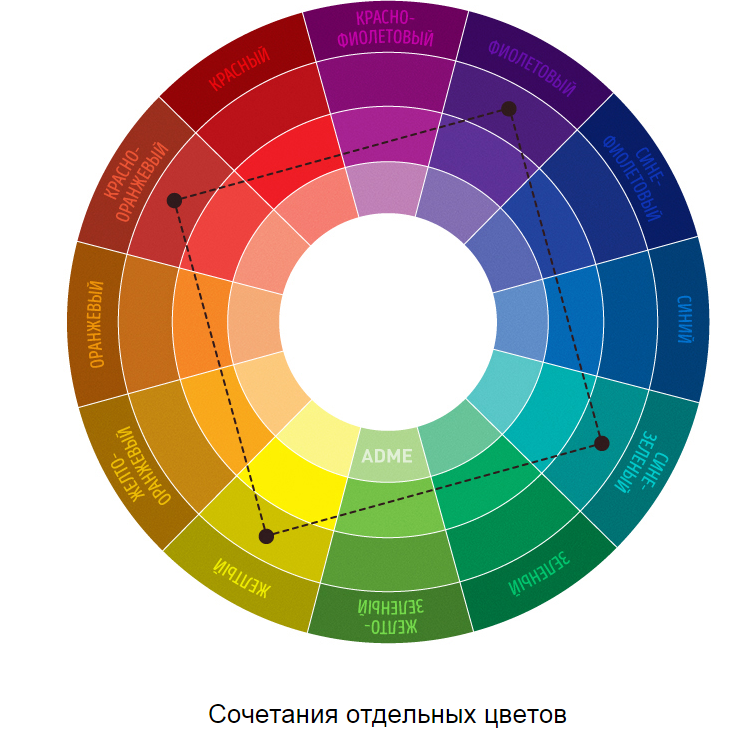 КРАСНО-
ФИОЛЕТОВЫЙ
ФИОЛЕТОВЫЙ
СИНЕ-
ФИОЛЕТОВЫЙ
СИНИЙ
СИНЕ-
ЗЕЛЕНЫЙ
ЗЕЛЕНЫЙ
ЖЕЛТО-
ЗЕЛЕНЫЙ
ЖЕЛТЫЙ
ЖЕЛТО-
ОРАНЖЕВЫЙ
ОРАНЖЕВЫЙ
КРАСНО-
ОРАНЖЕВЫЙ
КРАСНЫЙ
ADME
Сочетания отдельных цветов